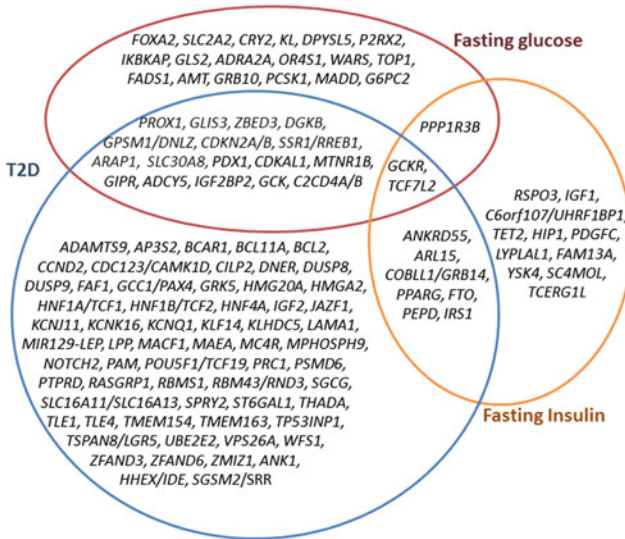 FOXA2, SLC2A2, CRY2, KL, DPYSL5, P2RX2,
IKBKAP, GLS2, ADRA2A, OR4S1, WARS, TOP1,
FADS1, AMT, GRB10, PCSK1, MADD, G6PC2
Fasting glucose
PROX1, GLIS3, ZBED3, DGKB,
GPSM1/DNLZ, CDKN2A/B, SSR1/RREB1,
ARAP1, SLC30A8, PDX1, CDKAL1, MTNR1B,
GIPR, ADCY5, IGF2BP2, GCK, C2CD4A/B
PPP1R3B
GCKR,
TCF7L2
T2D
RSPO3, IGF1,
C6orf107/UHRF1BP1,
TET2, HIP1, PDGFC,
LYPLAL1, FAM13A,
YSK4, SC4MOL,
TCERG1L
ANKRD55,
ARL15,
COBLL1/GRB14,
PPARG, FTO,
PEPD, IRS1
ADAMTS9, AP3S2, BCAR1, BCL11A, BCL2,
CCND2, CDC123/CAMK1D, CILP2, DNER, DUSP8,
DUSP9, FAF1, GCC1/PAX4, GRK5, HMG20A, HMGA2,
HNF1A/TCF1, HNF1B/TCF2, HNF4A, IGF2, JAZF1,
KCNJ11, KCNK16, KCNQ1, KLF14, KLHDC5, LAMA1,
MIR129-LEP, LPP, MACF1, MAEA, MC4R, MPHOSPH9,
NOTCH2, PAM, POU5F1/TCF19, PRC1, PSMD6,
PTPRD, RASGRP1, RBMS1, RBM43/RND3, SGCG,
SLC16A11/SLC16A13, SPRY2, ST6GAL1, THADA,
TLE1, TLE4, TMEM154, TMEM163, TP53INP1,
TSPAN8/LGR5, UBE2E2, VPS26A, WFS1,
ZFAND3, ZFAND6, ZMIZ1, ANK1,
HHEX/IDE, SGSM2/SRR
Fasting Insulin